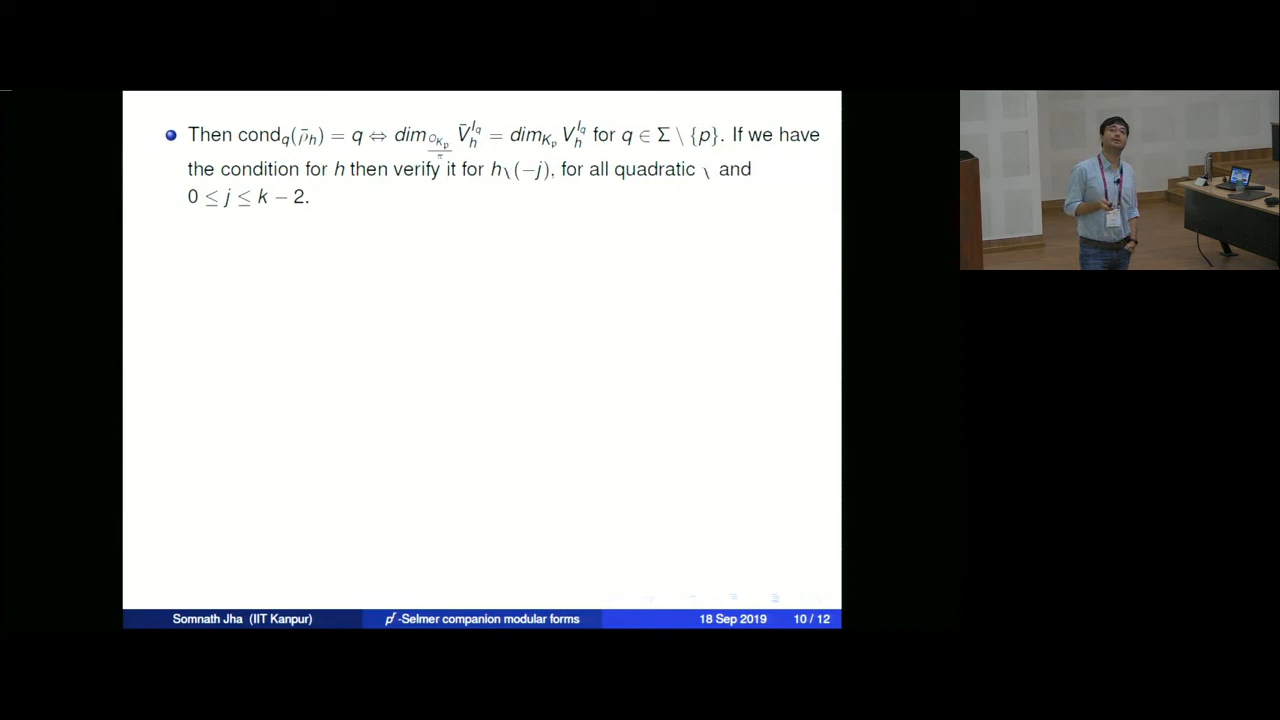 Then cond_q(ρ̄_h) = q ⇔ dim_{O_{K_p}/π} V̄_h^{I_q} = dim_{K_p} V_h^{I_q} for q ∈ Σ \ {p}. If we have
the condition for h then verify it for h\(−j), for all quadratic \ and
0 ≤ j ≤ k − 2.
Somnath Jha (IIT Kanpur) p^r-Selmer companion modular forms 18 Sep 2019 10 / 12